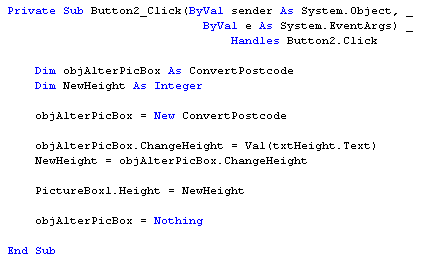 Private Sub Button2_Click(ByVal sender As System.Object, _
ByVal e As System.EventArgs) _
Handles Button2.Click
Dim objAlterPicBox As ConvertPostcode
Dim NewHeight As Integer
objAlterPicBox = New ConvertPostcode
objAlterPicBox.ChangeHeight = Val(txtHeight.Text)
NewHeight = objAlterPicBox.ChangeHeight
PictureBox1.Height = NewHeight
objAlterPicBox = Nothing
End Sub